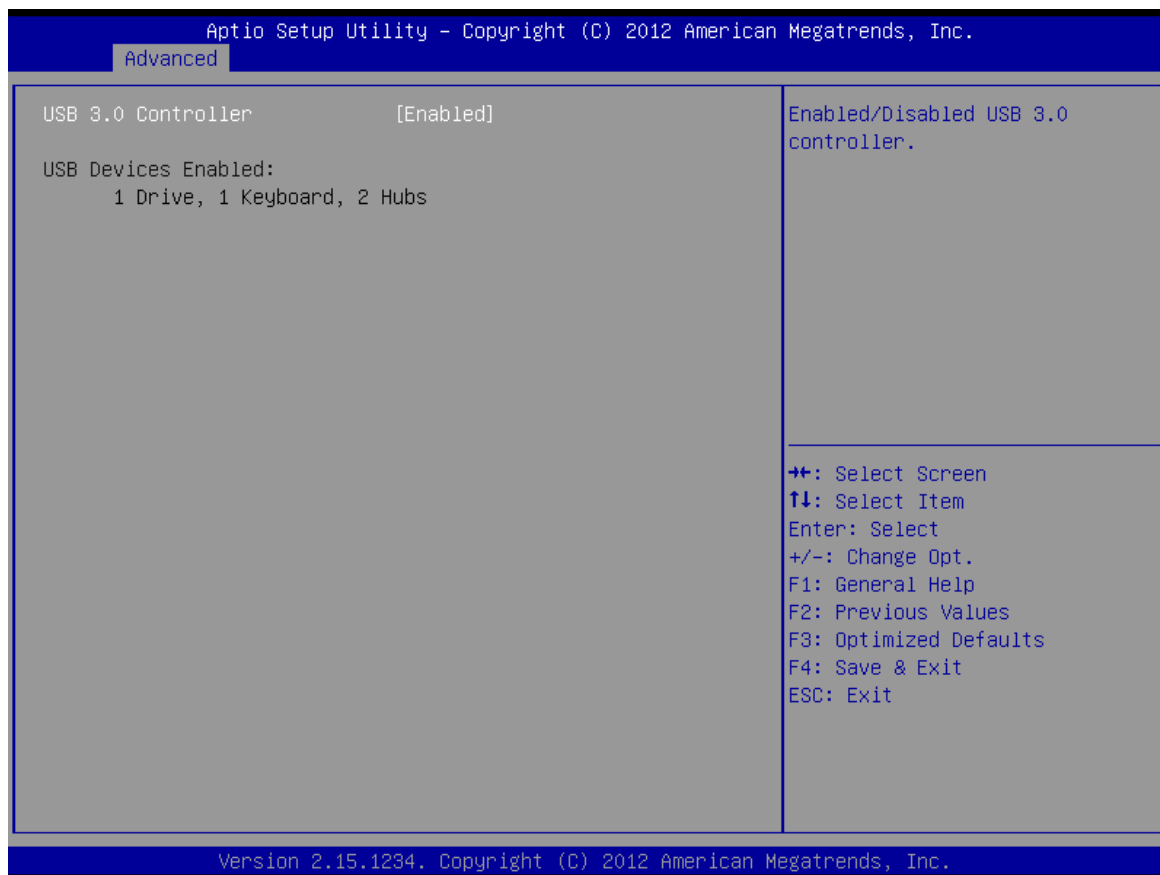 Aptio Setup Utility – Copyright (C) 2012 American Megatrends, Inc.
Advanced
USB 3.0 Controller [Enabled]
USB Devices Enabled:
1 Drive, 1 Keyboard, 2 Hubs
Enabled/Disabled USB 3.0
controller.
→←: Select Screen
↑↓: Select Item
Enter: Select
+/-: Change Opt.
F1: General Help
F2: Previous Values
F3: Optimized Defaults
F4: Save & Exit
ESC: Exit
Version 2.15.1234. Copyright (C) 2012 American Megatrends, Inc.